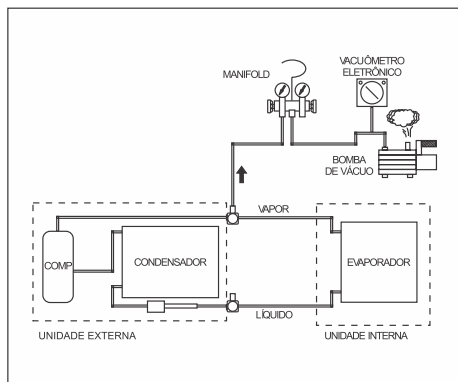 MANIFOLD
VACUÔMETRO
ELETRÔNICO
BOMBA
DE VÁCUO
VAPOR
COMP
CONDENSADOR
EVAPORADOR
LÍQUIDO
UNIDADE EXTERNA
UNIDADE INTERNA